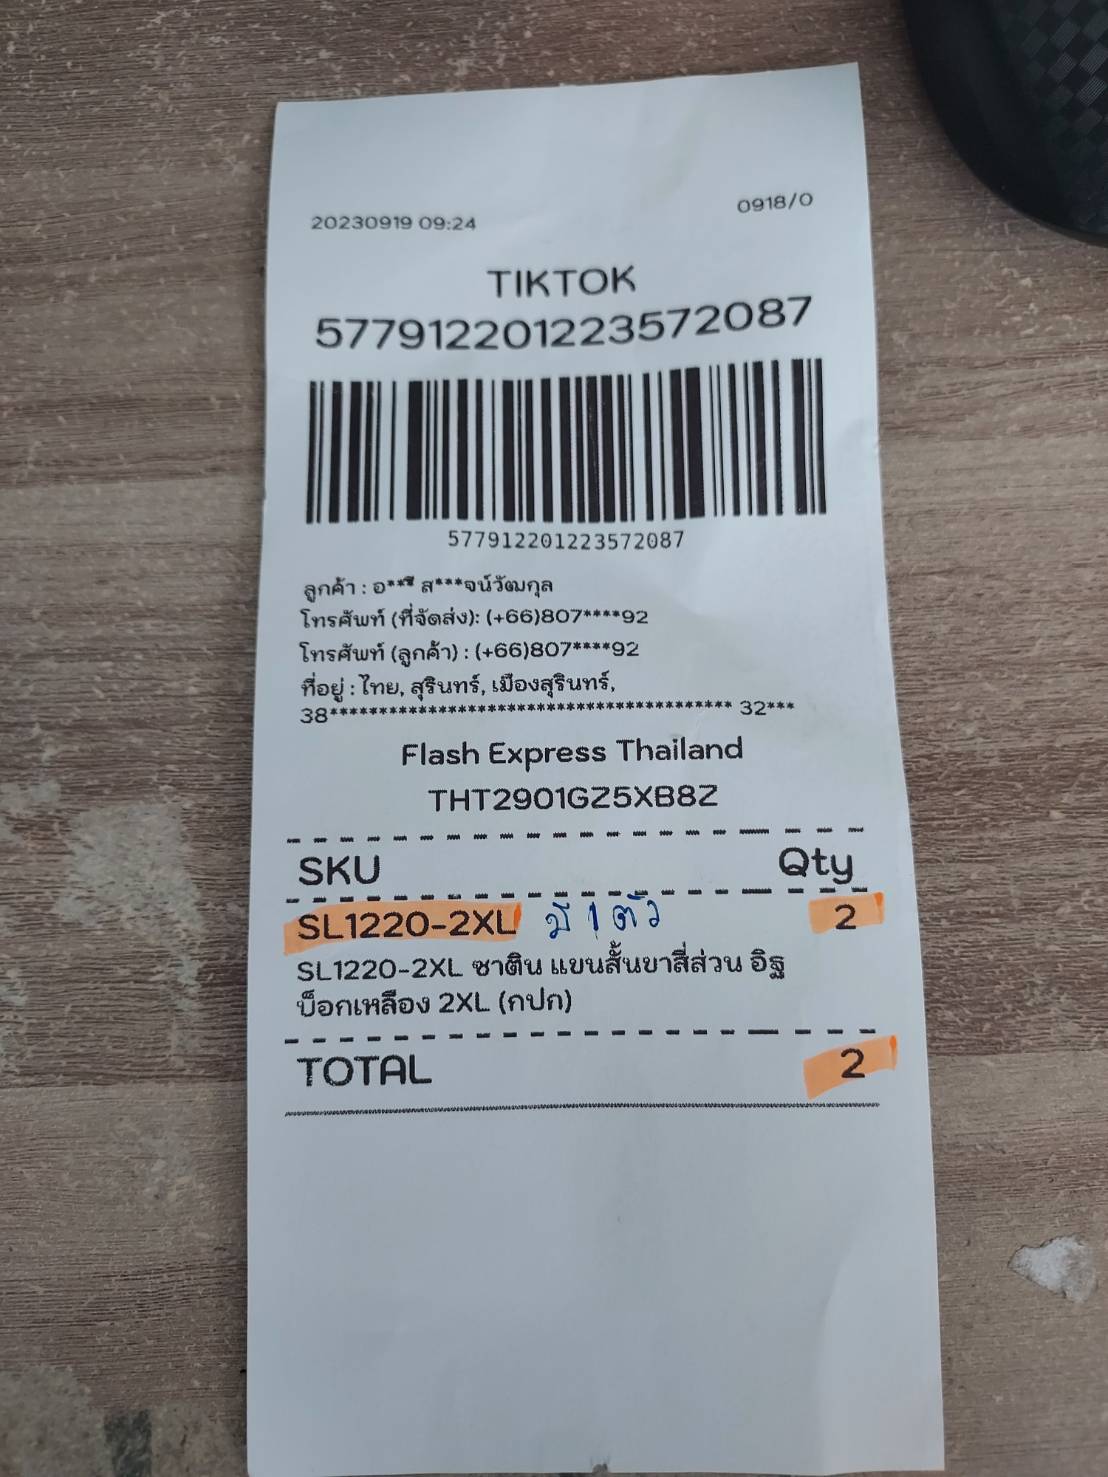 20230919 09:24 0918/0
TIKTOK
577912201223572087
577912201223572087
ลูกค้า : อ***ี ส***จน์วัฒกุล
โทรศัพท์ (ที่จัดส่ง): (+66)807****92
โทรศัพท์ (ลูกค้า) : (+66)807****92
ที่อยู่ : ไทย, สุรินทร์, เมืองสุรินทร์,
38***************************************** 32***
Flash Express Thailand
THT2901GZ5XB8Z
SKU Qty
SL1220-2XL มี 1 ตัว 2
SL1220-2XL ซาติน แขนสั้นขาสี่ส่วน อิฐ
บ็อกเหลือง 2XL (กปก)
TOTAL 2